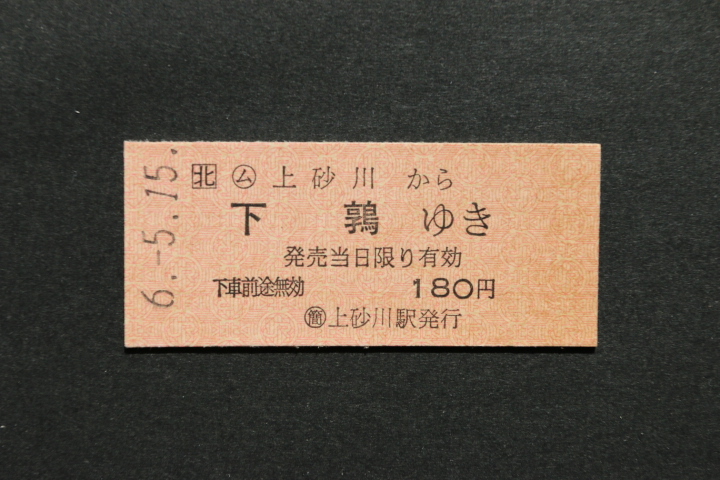 6.-5.15.
北 ム 上砂川 から
下鶉 ゆき
発売当日限り有効
下車前途無効 180円
簡 上砂川駅発行